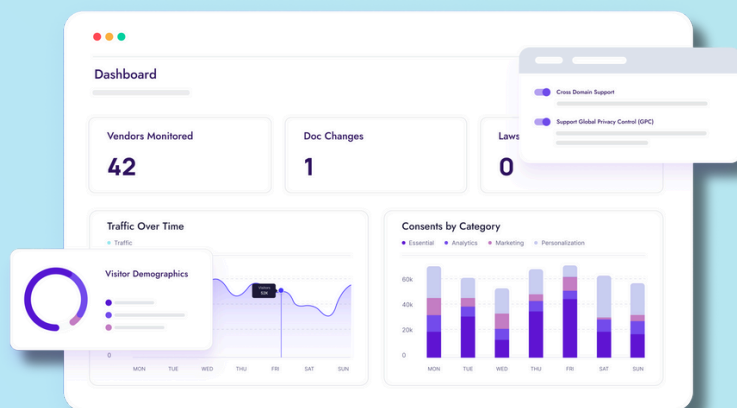 Dashboard
Cross Domain Support
Support Global Privacy Control (GPC)
Vendors Monitored
42
Doc Changes
1
Laws
0
Traffic Over Time
Traffic
0
MON TUE WED THU FRI SAT SUN
Visitor Demographics
Consents by Category
Essential Analytics Marketing Personalization
60k
40k
20k
0
MON TUE WED THU FRI SAT SUN